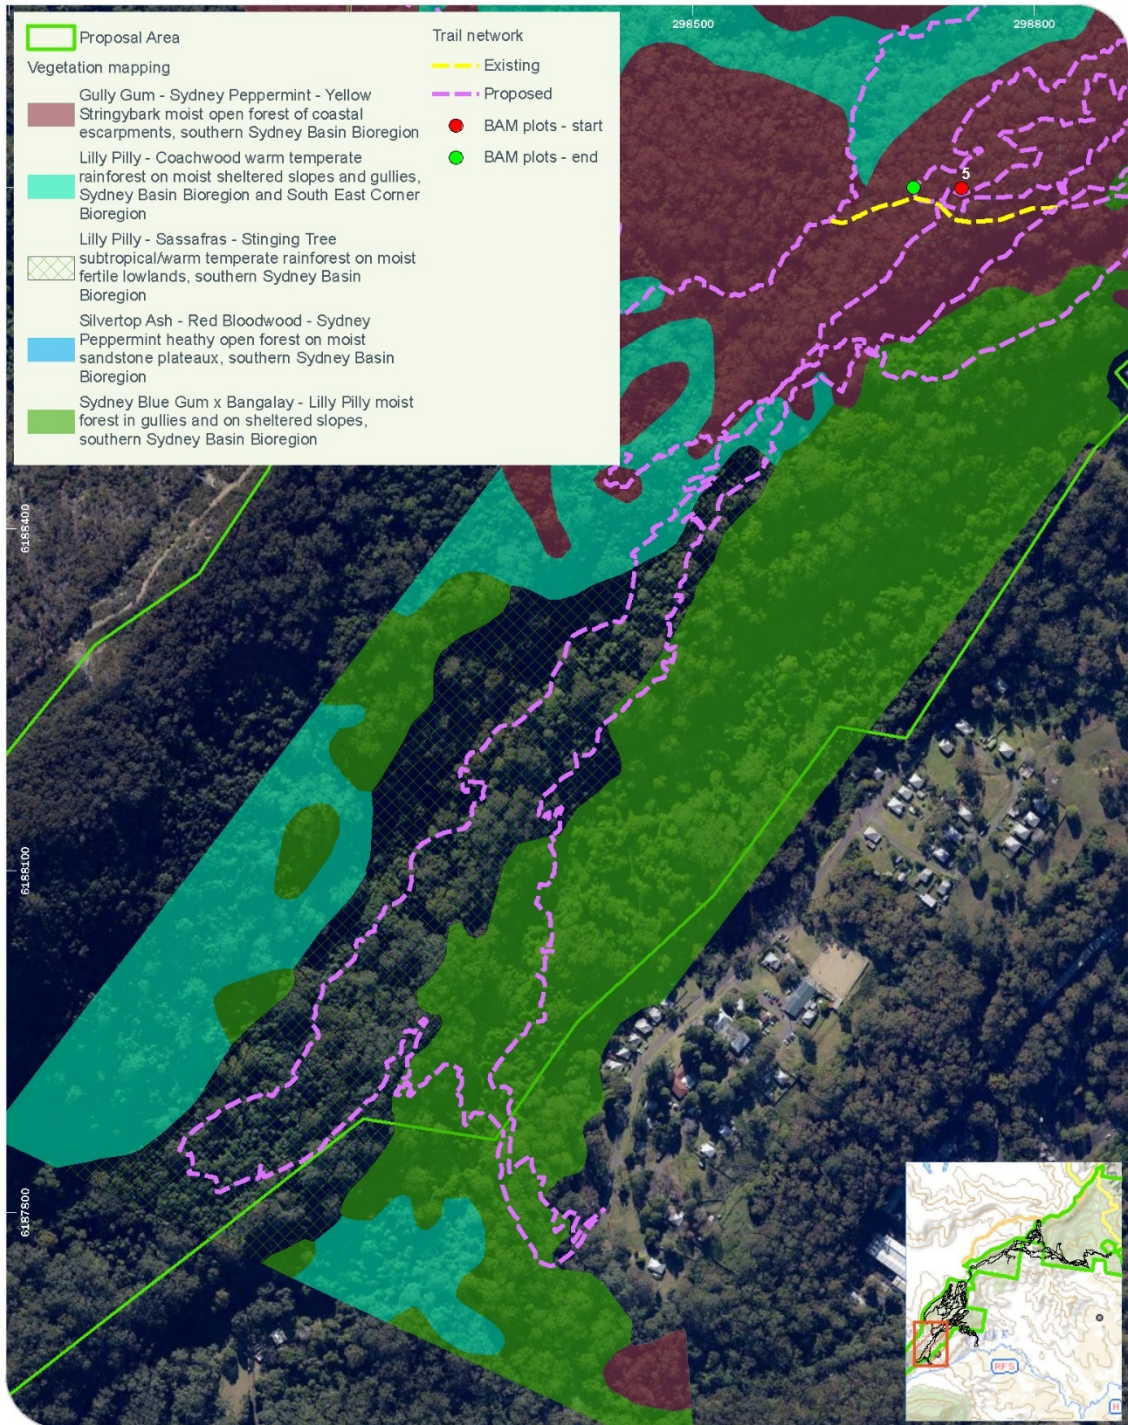 Proposal Area
Vegetation mapping
Gully Gum - Sydney Peppermint - Yellow
Stringybark moist open forest of coastal
escarpments, southern Sydney Basin Bioregion
Lilly Pilly - Coachwood warm temperate
rainforest on moist sheltered slopes and gullies,
Sydney Basin Bioregion and South East Corner
Bioregion
Lilly Pilly - Sassafras - Stinging Tree
subtropical/warm temperate rainforest on moist
fertile lowlands, southern Sydney Basin
Bioregion
Silvertop Ash - Red Bloodwood - Sydney
Peppermint heathy open forest on moist
sandstone plateaux, southern Sydney Basin
Bioregion
Sydney Blue Gum x Bangalay - Lilly Pilly moist
forest in gullies and on sheltered slopes,
southern Sydney Basin Bioregion
Trail network
Existing
Proposed
BAM plots - start
BAM plots - end
298500
298800
5
6188400
6188100
6187800
RFS
H